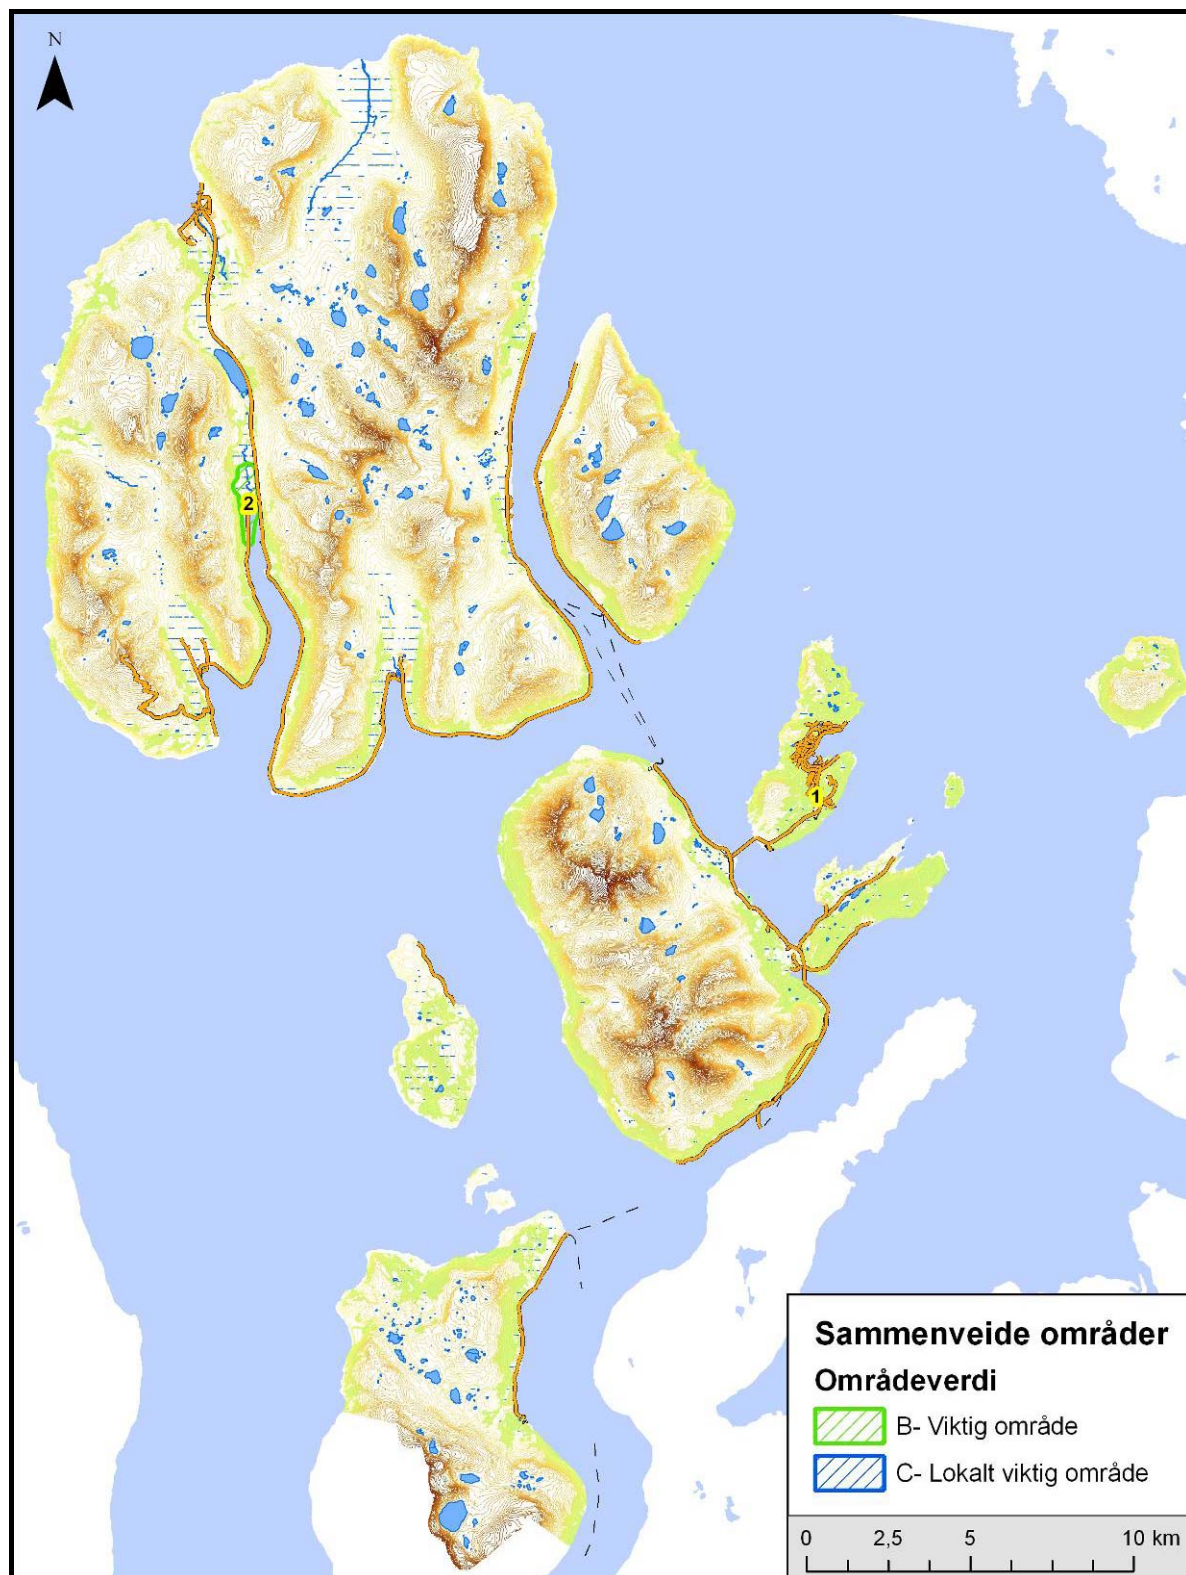 N
2
1
Sammenveide områder
Områdeverdi
B- Viktig område
C- Lokalt viktig område
0 2,5 5 10 km